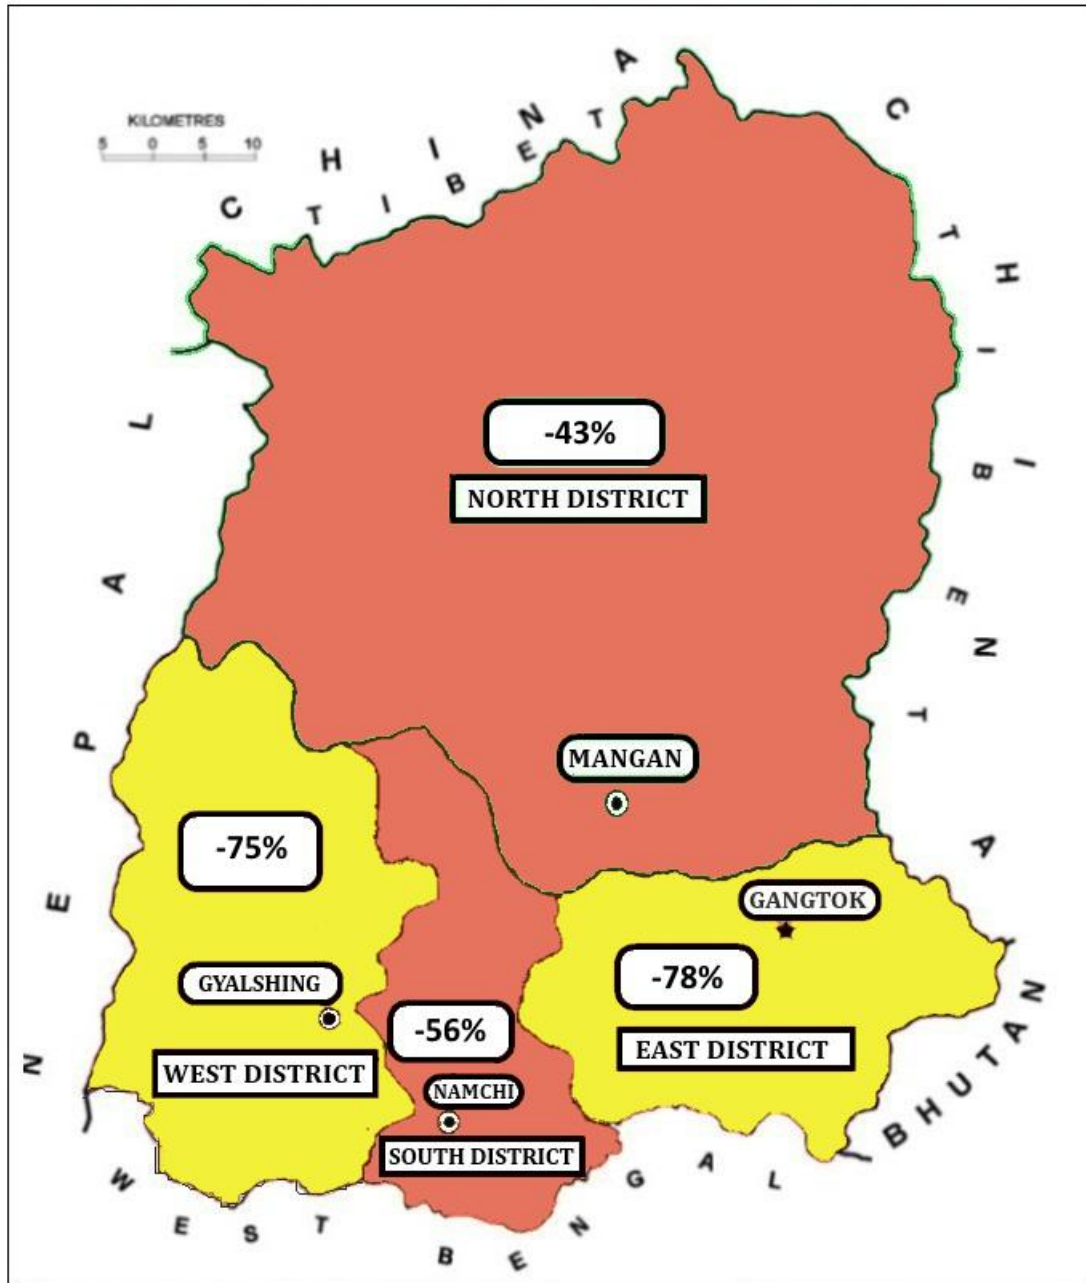 KILOMETRES
5 0 5 10
CHINA
TIBET
CHINA
TIBET
NEPAL
-43%
NORTH DISTRICT
MANGAN
-75%
GANGTOK
GYALSHING
-78%
-56%
EAST DISTRICT
WEST DISTRICT
NAMCHI
SOUTH DISTRICT
BHUTAN
WEST BENGAL